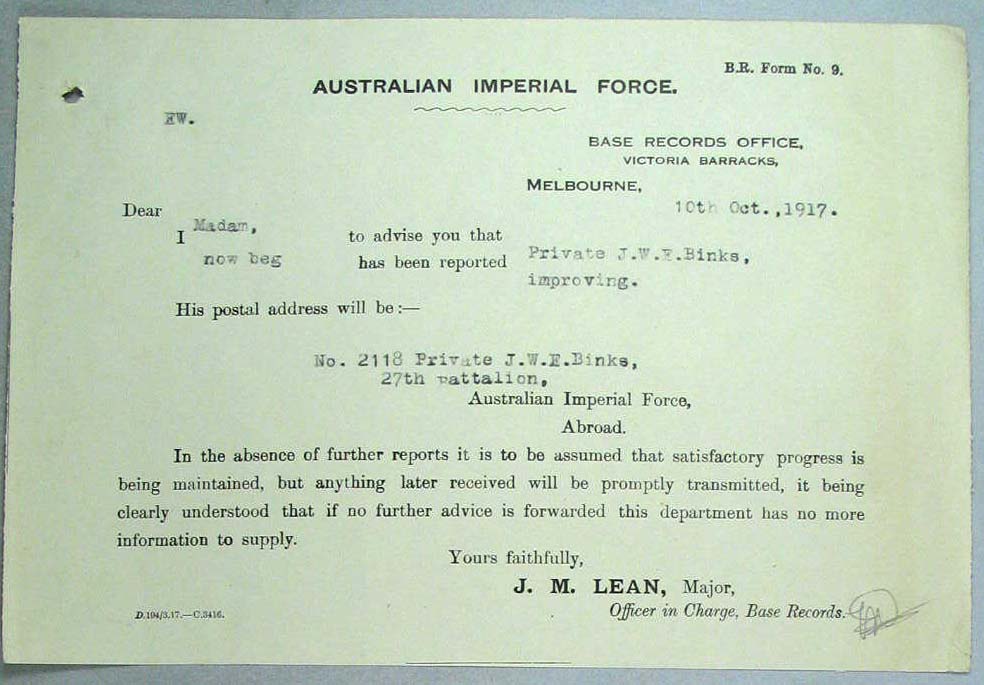 B.R. Form No. 9.
AUSTRALIAN IMPERIAL FORCE.
EW.
BASE RECORDS OFFICE,
VICTORIA BARRACKS,
MELBOURNE,
10th Oct.,1917.
Dear
Madam,
I now beg to advise you that Private J.W.E.Binks,
has been reported improving.
His postal address will be:—
No. 2118 Private J.W.E.Binks,
27th Battalion,
Australian Imperial Force,
Abroad.
In the absence of further reports it is to be assumed that satisfactory progress is
being maintained, but anything later received will be promptly transmitted, it being
clearly understood that if no further advice is forwarded this department has no more
information to supply.
Yours faithfully,
J. M. LEAN, Major,
Officer in Charge, Base Records.
D.194/3.17.—C.3416.